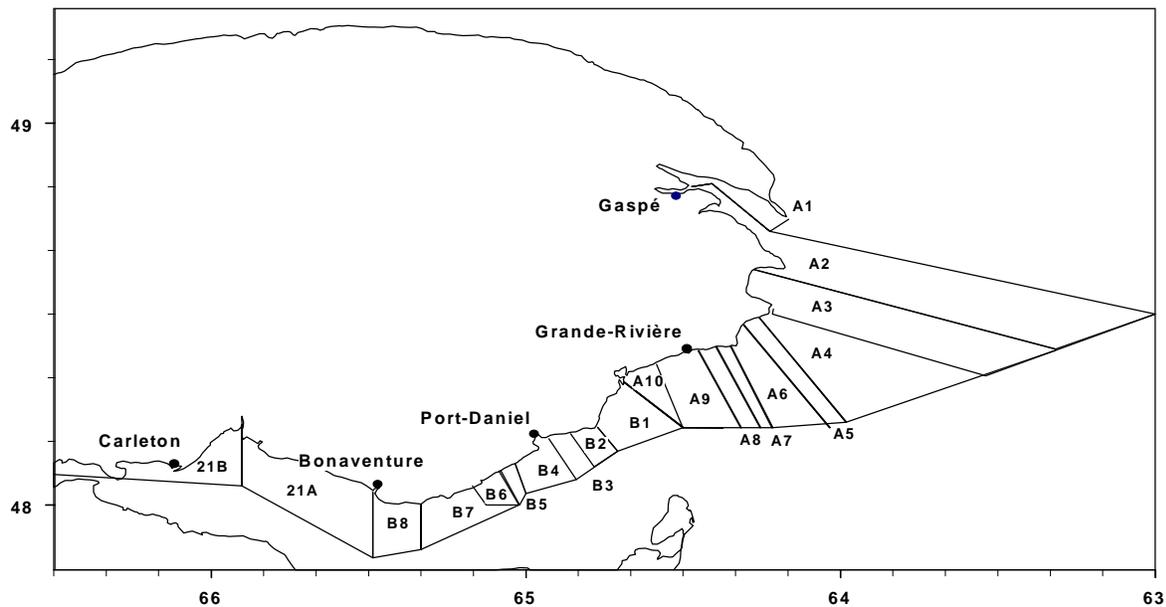 49
A1
Gaspé
A2
A3
Grande-Rivière
A4
A10
A6
A9
Port-Daniel
B1
A5
A8 A7
Carleton
B2
Bonaventure
21B
B4
B3
21A
B6
B5
48
B7
B8
66 65 64 63